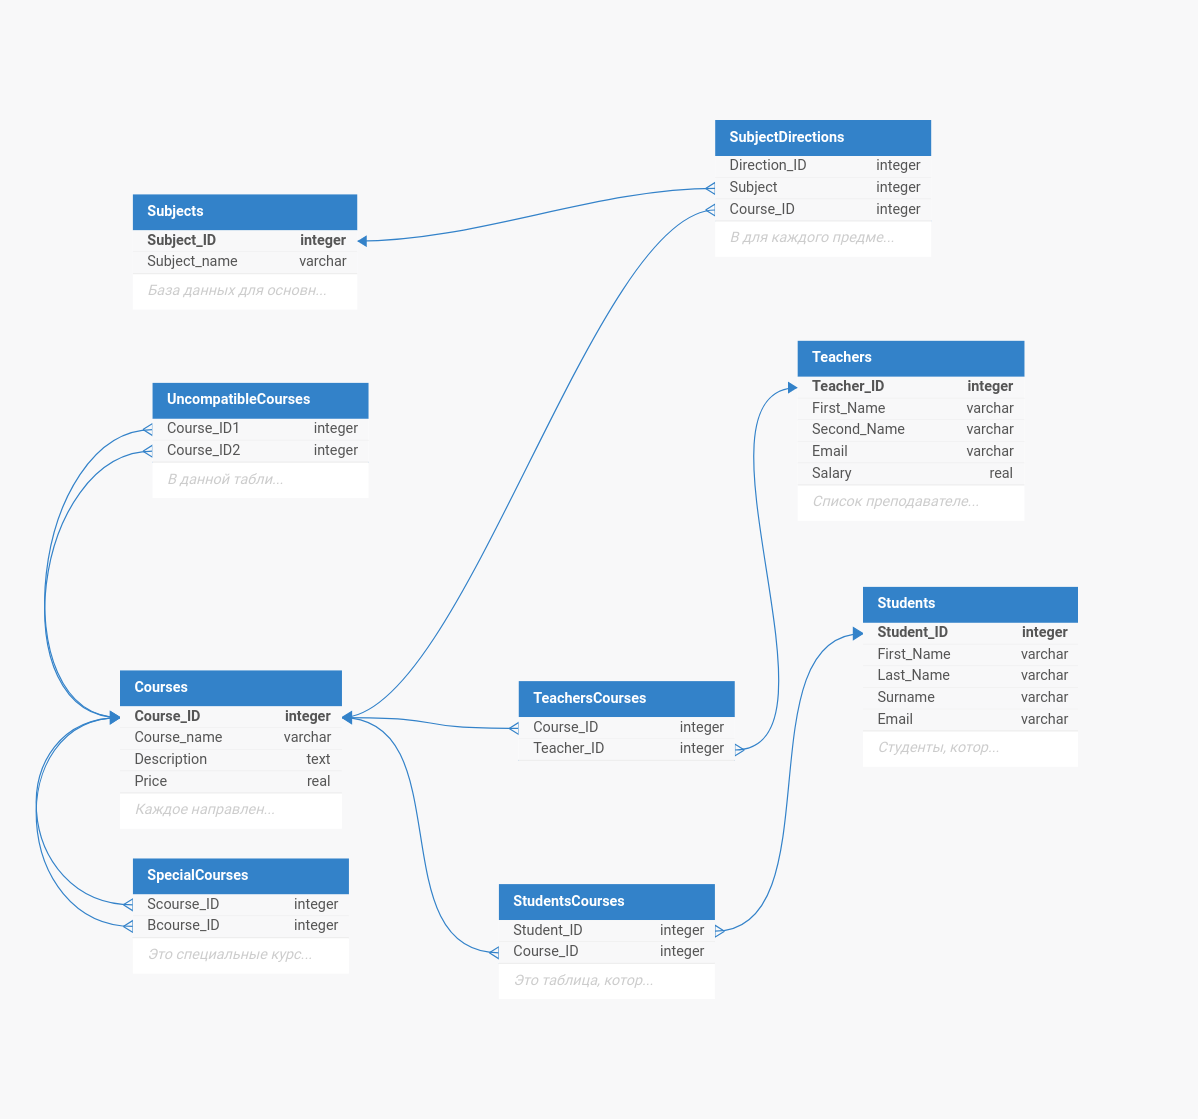 SubjectDirections
Direction_ID integer
Subject integer
Course_ID integer
В для каждого предме...
Subjects
Subject_ID integer
Subject_name varchar
База данных для основн...
Teachers
Teacher_ID integer
First_Name varchar
Second_Name varchar
Email varchar
Salary real
Список преподавателе...
UncompatibleCourses
Course_ID1 integer
Course_ID2 integer
В данной табли...
Students
Student_ID integer
First_Name varchar
Last_Name varchar
Surname varchar
Email varchar
Студенты, котор...
Courses
Course_ID integer
Course_name varchar
Description text
Price real
Каждое направлен...
TeachersCourses
Course_ID integer
Teacher_ID integer
SpecialCourses
Scourse_ID integer
Bcourse_ID integer
Это специальные курс...
StudentsCourses
Student_ID integer
Course_ID integer
Это таблица, котор...